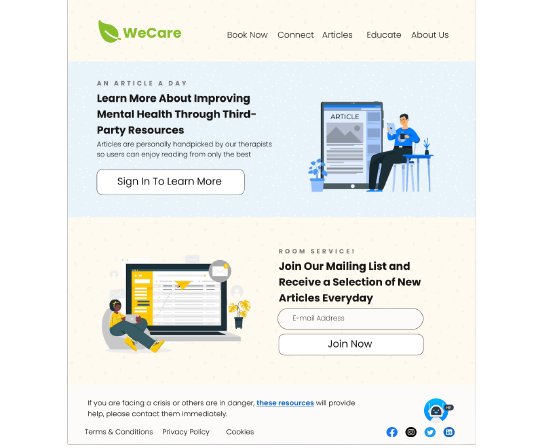 WeCare
Book Now Connect Articles Educate About Us
AN ARTICLE A DAY
Learn More About Improving
Mental Health Through Third-
Party Resources
Articles are personally handpicked by our therapists
so users can enjoy reading from only the best
Sign In To Learn More
ARTICLE
ROOM SERVICE!
Join Our Mailing List and
Receive a Selection of New
Articles Everyday
E-mail Address
Join Now
If you are facing a crisis or others are in danger, these resources will provide
help, please contact them immediately.
Terms & Conditions Privacy Policy Cookies